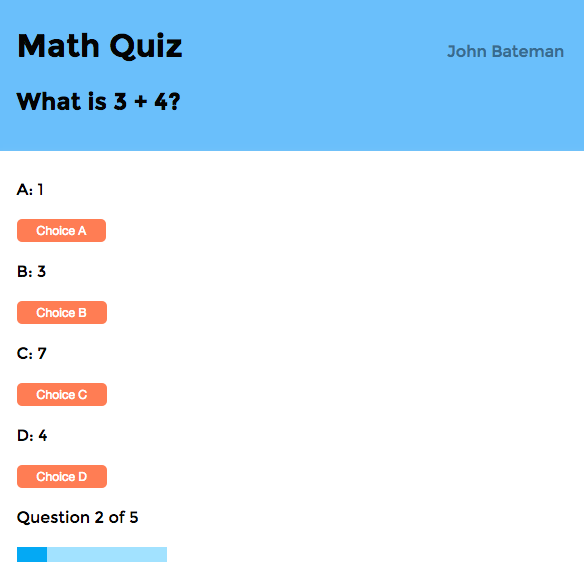 Math Quiz
John Bateman
What is 3 + 4?
A: 1
Choice A
B: 3
Choice B
C: 7
Choice C
D: 4
Choice D
Question 2 of 5